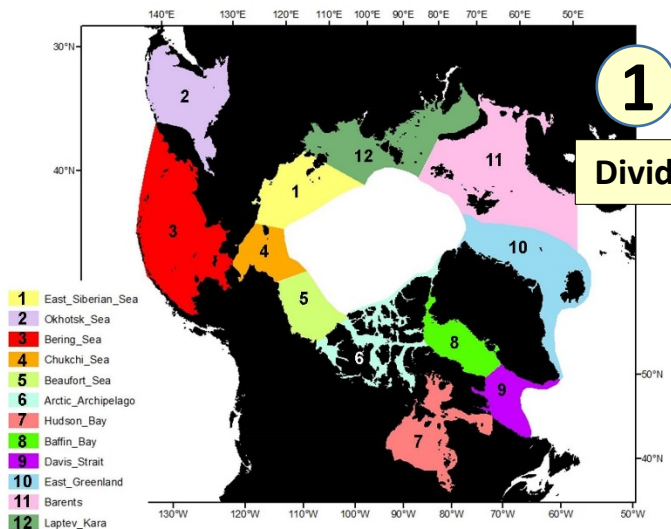 140°E 130°E 120°E 110°E 100°E 90°E 80°E 70°E 60°E 50°E
30°N
40°N
30°N
40°N
50°N
50°N
130°W 120°W 110°W 100°W 90°W 80°W 70°W 60°W 50°W
1
Divid
2
12
11
1
3
4
10
5
8
6
9
7
1 East_Siberian_Sea
2 Okhotsk_Sea
3 Bering_Sea
4 Chukchi_Sea
5 Beaufort_Sea
6 Arctic_Archipelago
7 Hudson_Bay
8 Baffin_Bay
9 Davis_Strait
10 East_Greenland
11 Barents
12 Laptev_Kara